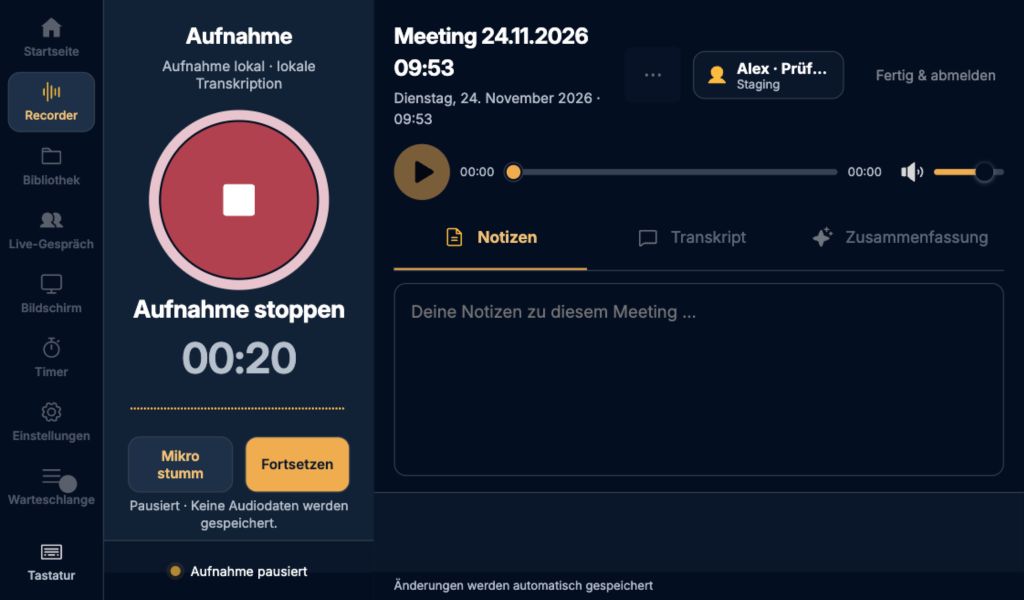 Startseite
Recorder
Bibliothek
Live-Gespräch
Bildschirm
Timer
Einstellungen
Warteschlange
Tastatur
Aufnahme
Aufnahme lokal · lokale
Transkription
Aufnahme stoppen
00:20
Mikro
stumm
Fortsetzen
Pausiert · Keine Audiodaten werden
gespeichert.
Aufnahme pausiert
Meeting 24.11.2026
09:53
Dienstag, 24. November 2026 ·
09:53
...
Alex · Prüf...
Staging
Fertig & abmelden
00:00
00:00
Notizen
Transkript
Zusammenfassung
Deine Notizen zu diesem Meeting ...
Änderungen werden automatisch gespeichert